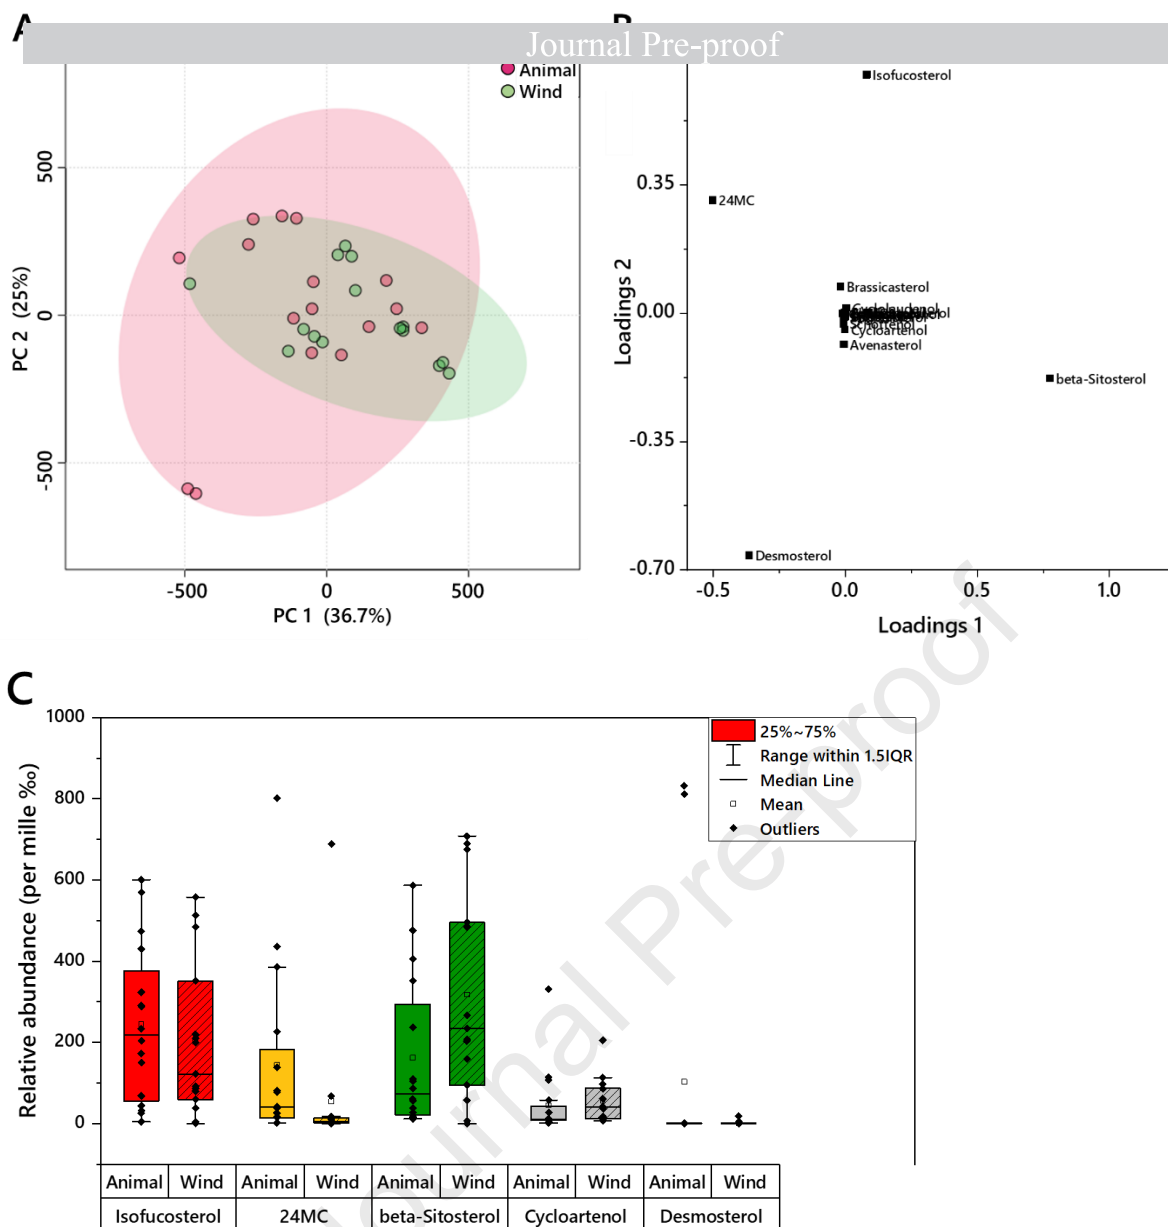 Journal Pre-proof
A
Animal
Wind
500
0
-500
PC 2 (25%)
-500
0
500
PC 1 (36.7%)
B
Isofucosterol
24MC
Brassicasterol
Cycloartenol
Avenasterol
beta-Sitosterol
Desmosterol
0.35
0.00
-0.35
-0.70
Loadings 2
-0.5
0.0
0.5
1.0
Loadings 1
C
1000
800
600
400
200
0
Relative abundance (per mille ‰)
25%~75%
Range within 1.5IQR
Median Line
Mean
Outliers
Animal Wind Animal Wind Animal Wind Animal Wind Animal Wind
Isofucosterol 24MC beta-Sitosterol Cycloartenol Desmosterol
Journal Pre-proof